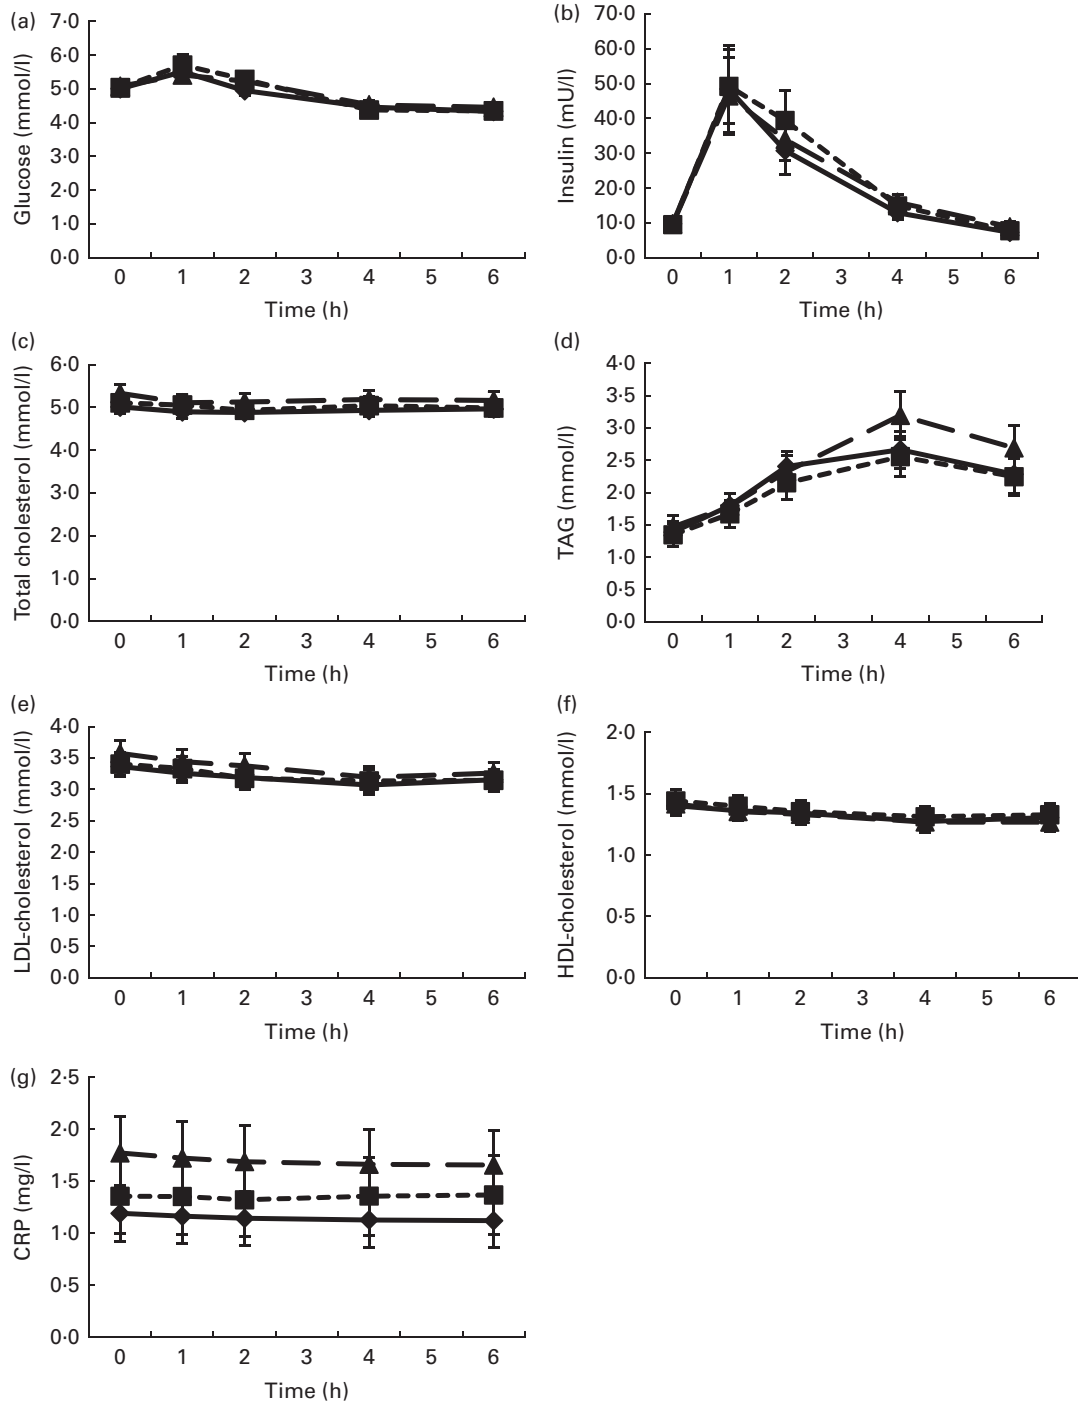 (a)
Glucose (mmol/l)
7·0
6·0
5·0
4·0
3·0
2·0
1·0
0·0
0 1 2 3 4 5 6
Time (h)
(b)
Insulin (mU/l)
70·0
60·0
50·0
40·0
30·0
20·0
10·0
0·0
0 1 2 3 4 5 6
Time (h)
(c)
Total cholesterol (mmol/l)
6·0
5·0
4·0
3·0
2·0
1·0
0·0
0 1 2 3 4 5 6
Time (h)
(d)
TAG (mmol/l)
4·0
3·5
3·0
2·5
2·0
1·5
1·0
0·5
0·0
0 1 2 3 4 5 6
Time (h)
(e)
LDL-cholesterol (mmol/l)
4·0
3·5
3·0
2·5
2·0
1·5
1·0
0·5
0·0
0 1 2 3 4 5 6
Time (h)
(f)
HDL-cholesterol (mmol/l)
2·0
1·5
1·0
0·5
0·0
0 1 2 3 4 5 6
Time (h)
(g)
CRP (mg/l)
2·5
2·0
1·5
1·0
0·5
0·0
0 1 2 3 4 5 6
Time (h)